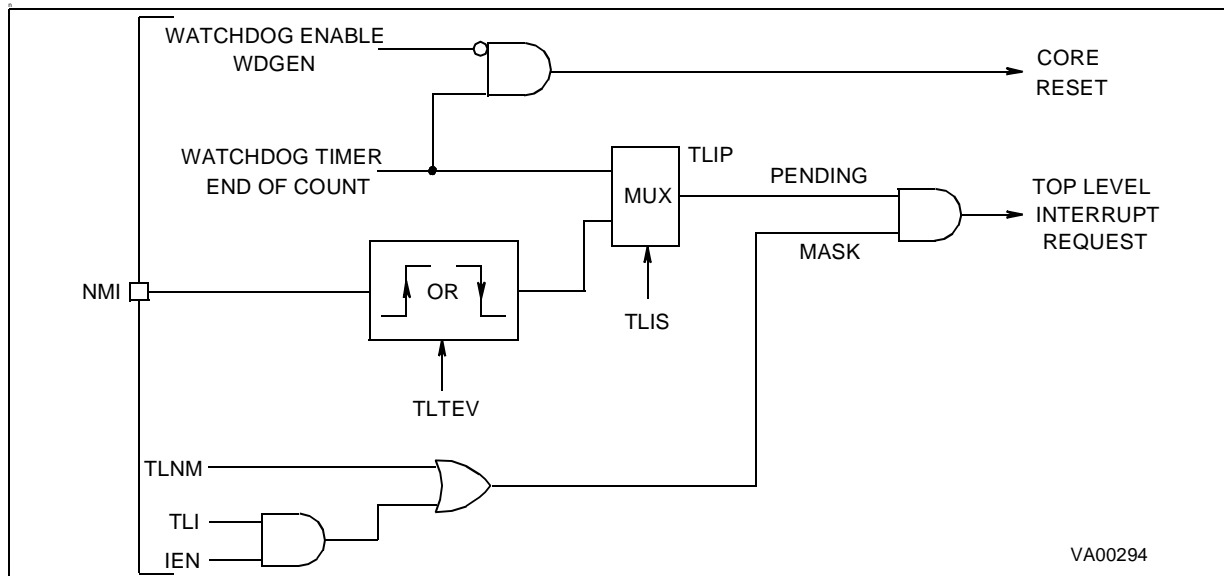 WATCHDOG ENABLE
WDGEN
CORE
RESET
WATCHDOG TIMER
END OF COUNT
TLIP
MUX
PENDING
TOP LEVEL
INTERRUPT
REQUEST
MASK
NMI
OR
TLIS
TLTEV
TLNM
TLI
IEN
VA00294